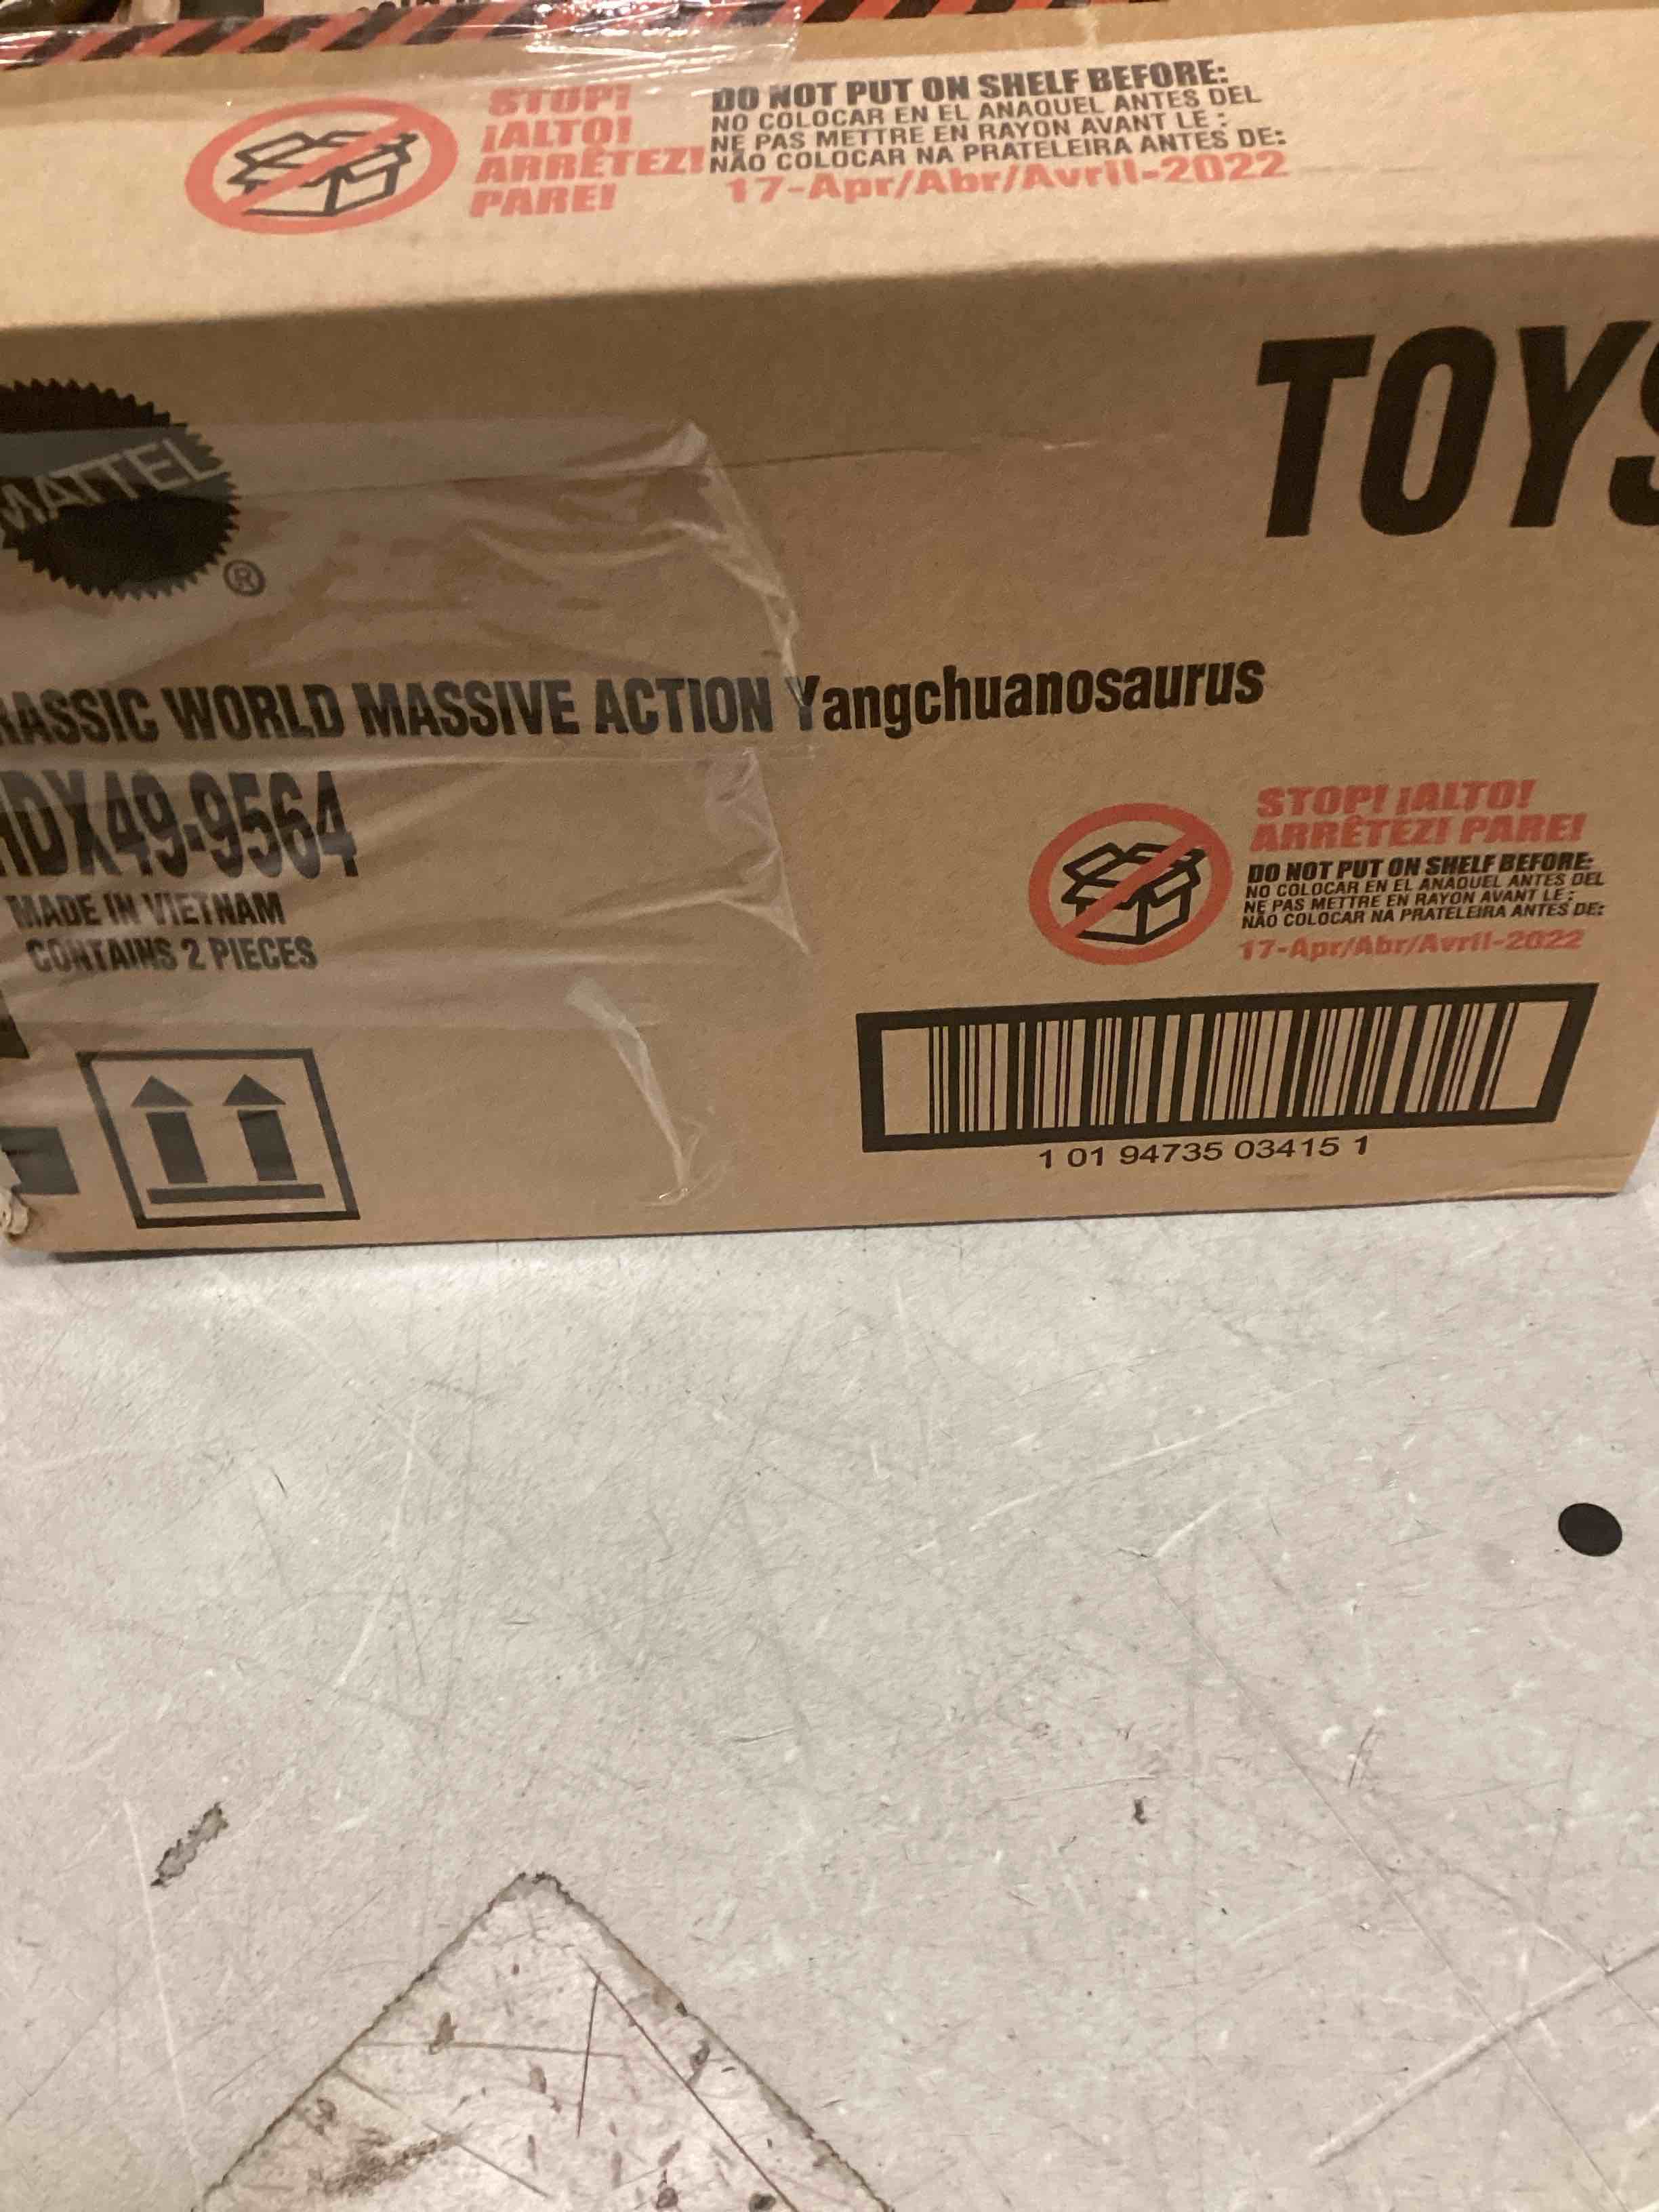 STOP!
¡ALTO!
ARRÊTEZ!
PARE!
DO NOT PUT ON SHELF BEFORE:
NO COLOCAR EN EL ANAQUEL ANTES DEL
NE PAS METTRE EN RAYON AVANT LE :
NÃO COLOCAR NA PRATELEIRA ANTES DE:
17-Apr/Abr/Avril-2022
TOYS
MATTEL
®
RASSIC WORLD MASSIVE ACTION Yangchuanosaurus
HDX49-9564
MADE IN VIETNAM
CONTAINS 2 PIECES
STOP! ¡ALTO!
ARRÊTEZ! PARE!
DO NOT PUT ON SHELF BEFORE:
NO COLOCAR EN EL ANAQUEL ANTES DEL
NE PAS METTRE EN RAYON AVANT LE :
NÃO COLOCAR NA PRATELEIRA ANTES DE:
17-Apr/Abr/Avril-2022
1 01 94735 03415 1